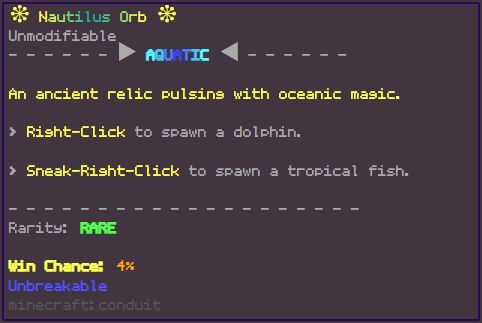 ❊ Nautilus Orb ❊
Unmodifiable
- - - - - - ▶ AQUATIC ◀ - - - - - -
An ancient relic pulsing with oceanic magic.
> Right-Click to spawn a dolphin.
> Sneak-Right-Click to spawn a tropical fish.
- - - - - - - - - - - - - - - - - - - - -
Rarity: RARE
Win Chance: 4%
Unbreakable
minecraft:conduit